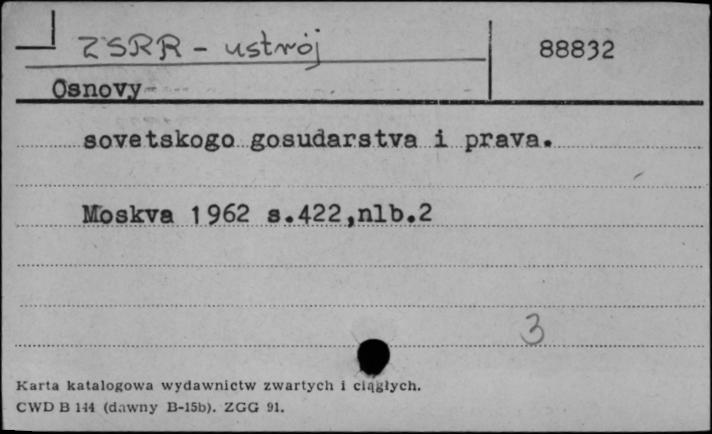 ZSRR - ustrój
88832
Osnovy
sovetskogo gosudarstva i prava.
Moskva 1962 s.422,nlb.2
3
Karta katalogowa wydawnictw zwartych i ciągłych.
CWD B 144 (dawny B-15b). ZGG 91.